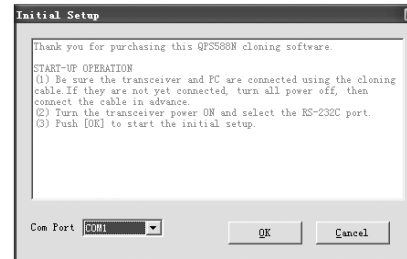 Initial Setup
Thank you for purchasing this QPS588N cloning software.
START-UP OPERATION
(1) Be sure the transceiver and PC are connected using the cloning
cable.If they are not yet connected, turn all power off, then
connect the cable in advance.
(2) Turn the transceiver power ON and select the RS-232C port.
(3) Push [OK] to start the initial setup.
Com Port COM1 OK Cancel